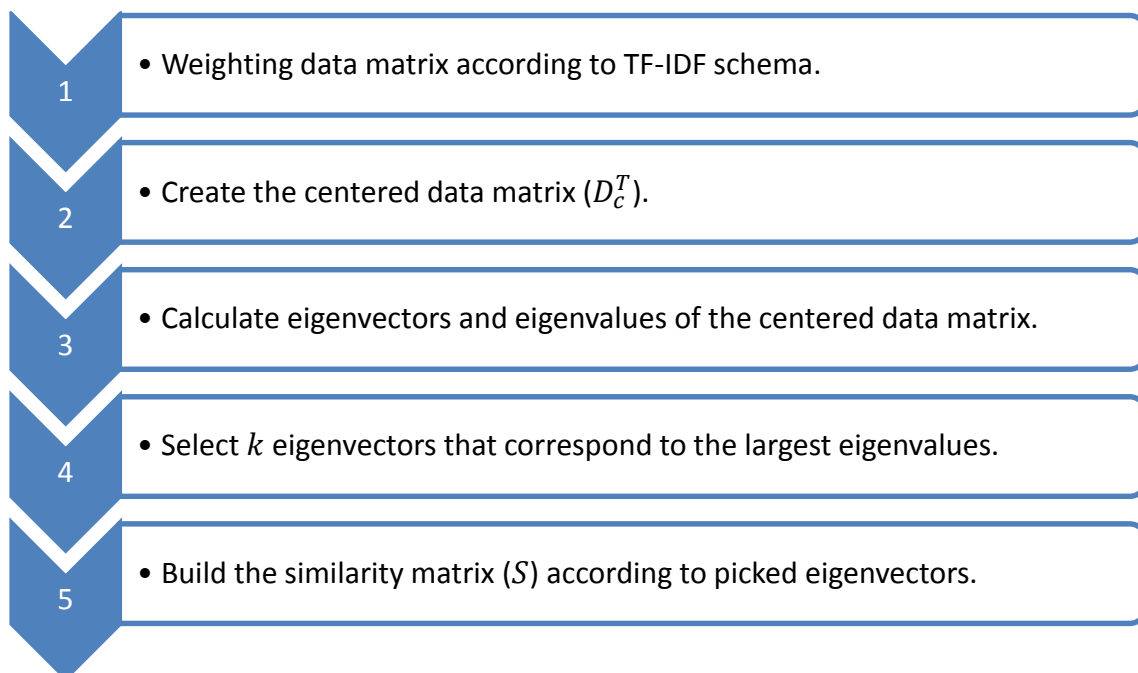 1
• Weighting data matrix according to TF-IDF schema.
2
• Create the centered data matrix (𝐷_𝑐^𝑇).
3
• Calculate eigenvectors and eigenvalues of the centered data matrix.
4
• Select 𝑘 eigenvectors that correspond to the largest eigenvalues.
5
• Build the similarity matrix (𝑆) according to picked eigenvectors.